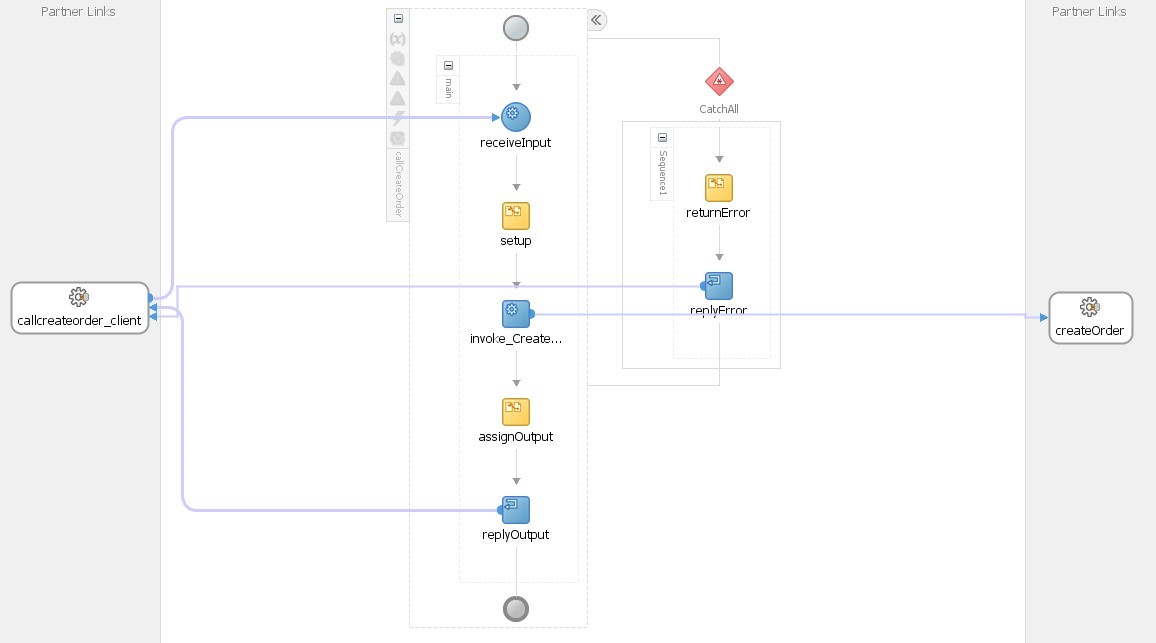 Partner Links
Partner Links
main
callCreateOrder
receiveInput
setup
invoke_Create...
assignOutput
replyOutput
CatchAll
Sequence1
returnError
replyError
callcreateorder_client
createOrder